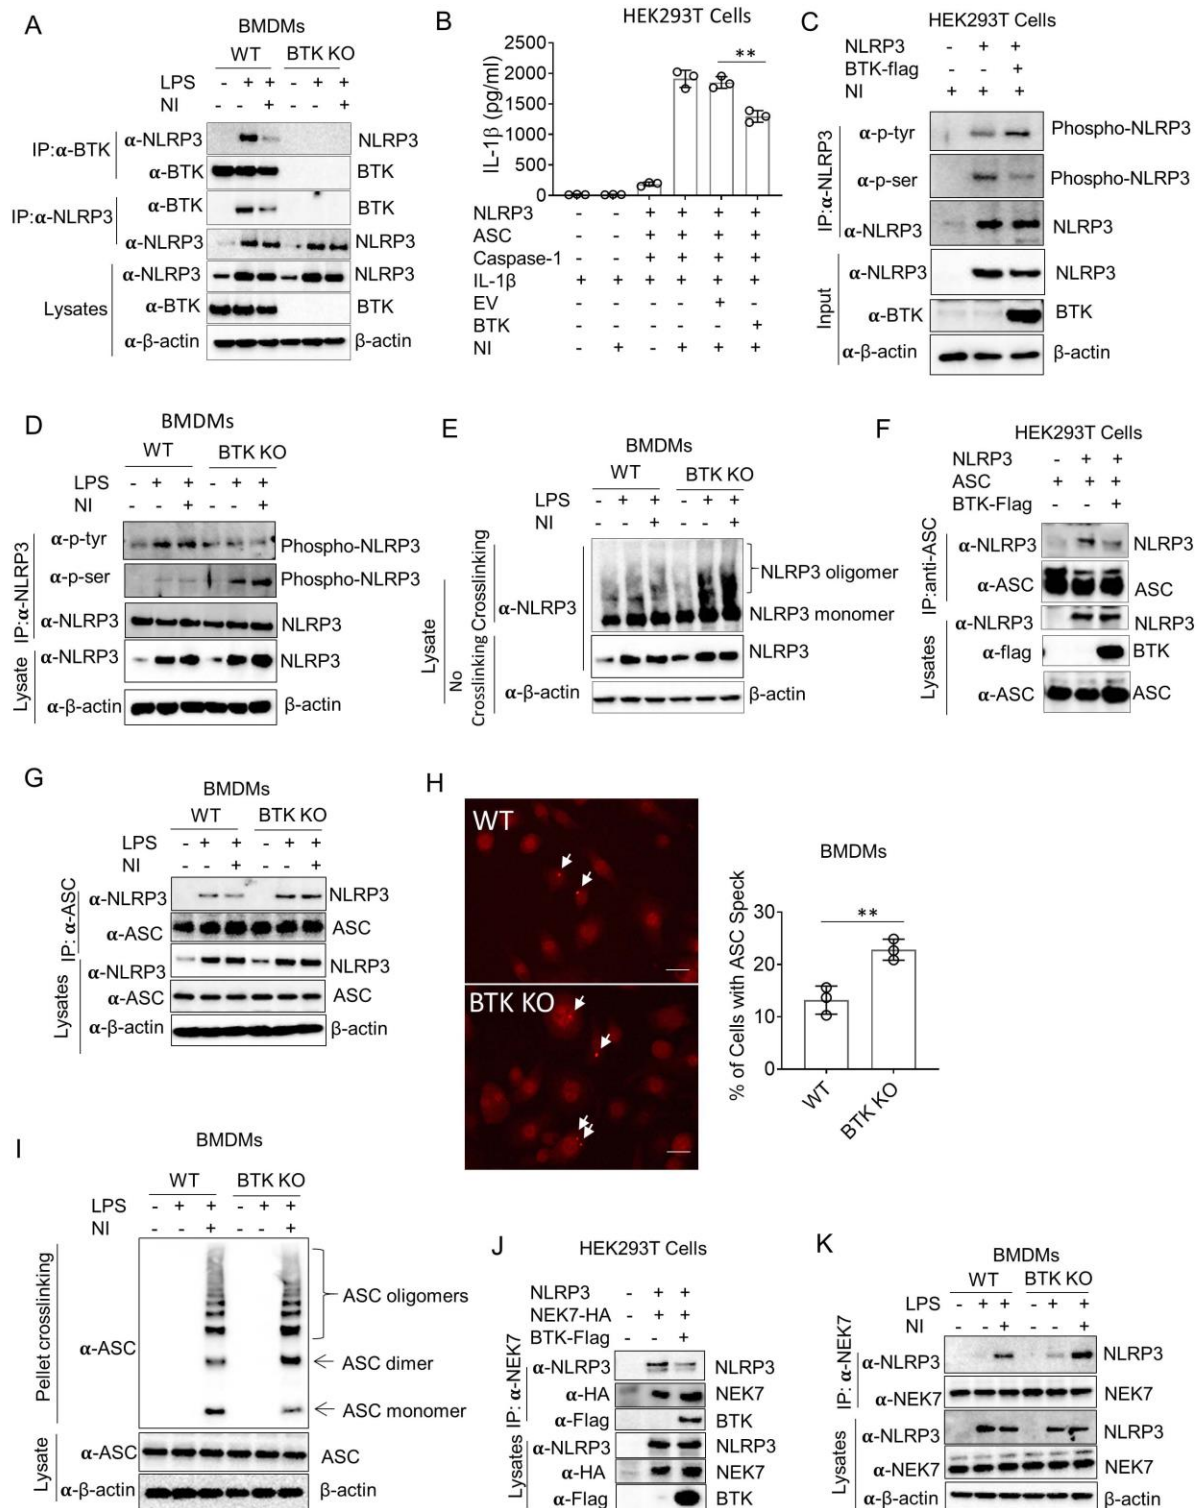 A
BMDMs
WT BTK KO
LPS - + + - + +
NI - - + - - +
IP:α-BTK
α-NLRP3 NLRP3
α-BTK BTK
IP:α-NLRP3
α-BTK BTK
α-NLRP3 NLRP3
Lysates
α-NLRP3 NLRP3
α-BTK BTK
α-β-actin β-actin
B
HEK293T Cells
IL-1β (pg/ml)
2500
2000
1500
1000
500
0
**
NLRP3 - - + + + +
ASC - - + + + +
Caspase-1 - - + + + +
IL-1β + + + + + +
EV - - - - + -
BTK - - - - - +
NI - + - + + +
C
HEK293T Cells
NLRP3 - + +
BTK-flag - - +
NI + + +
IP:α-NLRP3
α-p-tyr Phospho-NLRP3
α-p-ser Phospho-NLRP3
α-NLRP3 NLRP3
Input
α-NLRP3 NLRP3
α-BTK BTK
α-β-actin β-actin
D
BMDMs
WT BTK KO
LPS - + + - + +
NI - - + - - +
IP:α-NLRP3
α-p-tyr Phospho-NLRP3
α-p-ser Phospho-NLRP3
α-NLRP3 NLRP3
Lysate
α-NLRP3 NLRP3
α-β-actin β-actin
E
BMDMs
WT BTK KO
LPS - + + - + +
NI - - + - - +
Lysate
Crosslinking
No Crosslinking
α-NLRP3
NLRP3 oligomer
NLRP3 monomer
NLRP3
α-β-actin β-actin
F
HEK293T Cells
NLRP3 - + +
ASC + + +
BTK-Flag - - +
IP:anti-ASC
α-NLRP3 NLRP3
α-ASC ASC
Lysates
α-NLRP3 NLRP3
α-flag BTK
α-ASC ASC
G
BMDMs
WT BTK KO
LPS - + + - + +
NI - - + - - +
IP: α-ASC
α-NLRP3 NLRP3
α-ASC ASC
Lysates
α-NLRP3 NLRP3
α-ASC ASC
α-β-actin β-actin
H
WT
BTK KO
BMDMs
% of Cells with ASC Speck
30
20
10
0
**
WT
BTK KO
I
BMDMs
WT BTK KO
LPS - + + - + +
NI - - + - - +
Pellet crosslinking
α-ASC
ASC oligomers
ASC dimer
ASC monomer
Lysate
α-ASC ASC
α-β-actin β-actin
J
HEK293T Cells
NLRP3 - + +
NEK7-HA - + +
BTK-Flag - - +
IP: α-NEK7
α-NLRP3 NLRP3
α-HA NEK7
α-Flag BTK
Lysates
α-NLRP3 NLRP3
α-HA NEK7
α-Flag BTK
K
BMDMs
WT BTK KO
LPS - + + - + +
NI - - + - - +
IP: α-NEK7
α-NLRP3 NLRP3
α-NEK7 NEK7
Lysates
α-NLRP3 NLRP3
α-NEK7 NEK7
α-β-actin β-actin